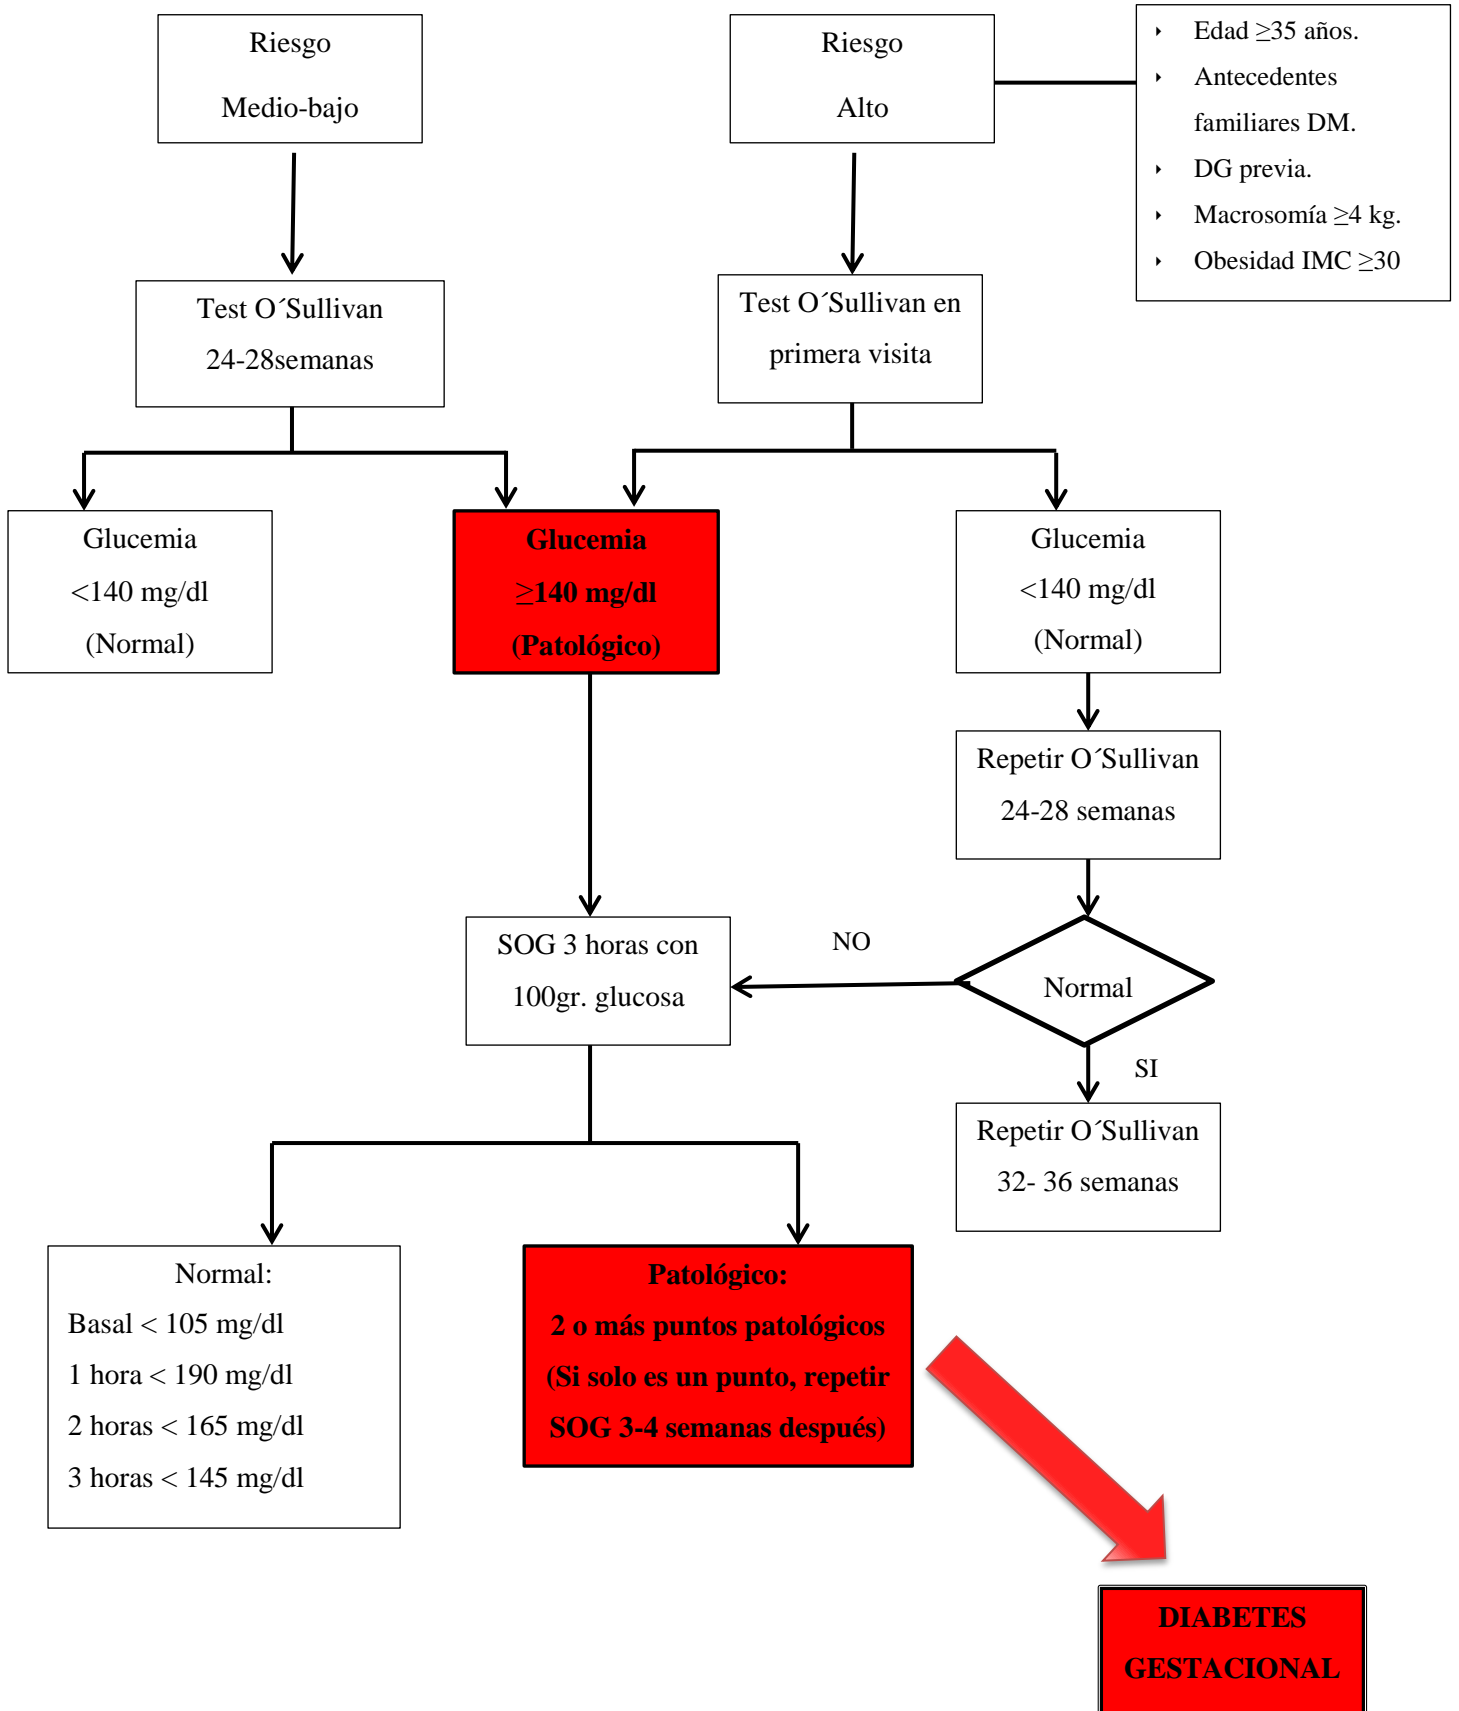 Riesgo
Medio-bajo
Riesgo
Alto
‣ Edad ≥35 años.
‣ Antecedentes
familiares DM.
‣ DG previa.
‣ Macrosomía ≥4 kg.
‣ Obesidad IMC ≥30
Test O´Sullivan
24-28semanas
Test O´Sullivan en
primera visita
Glucemia
<140 mg/dl
(Normal)
Glucemia
≥140 mg/dl
(Patológico)
Glucemia
<140 mg/dl
(Normal)
Repetir O´Sullivan
24-28 semanas
SOG 3 horas con
100gr. glucosa
NO
Normal
SI
Repetir O´Sullivan
32- 36 semanas
Normal:
Basal < 105 mg/dl
1 hora < 190 mg/dl
2 horas < 165 mg/dl
3 horas < 145 mg/dl
Patológico:
2 o más puntos patológicos
(Si solo es un punto, repetir
SOG 3-4 semanas después)
DIABETES
GESTACIONAL